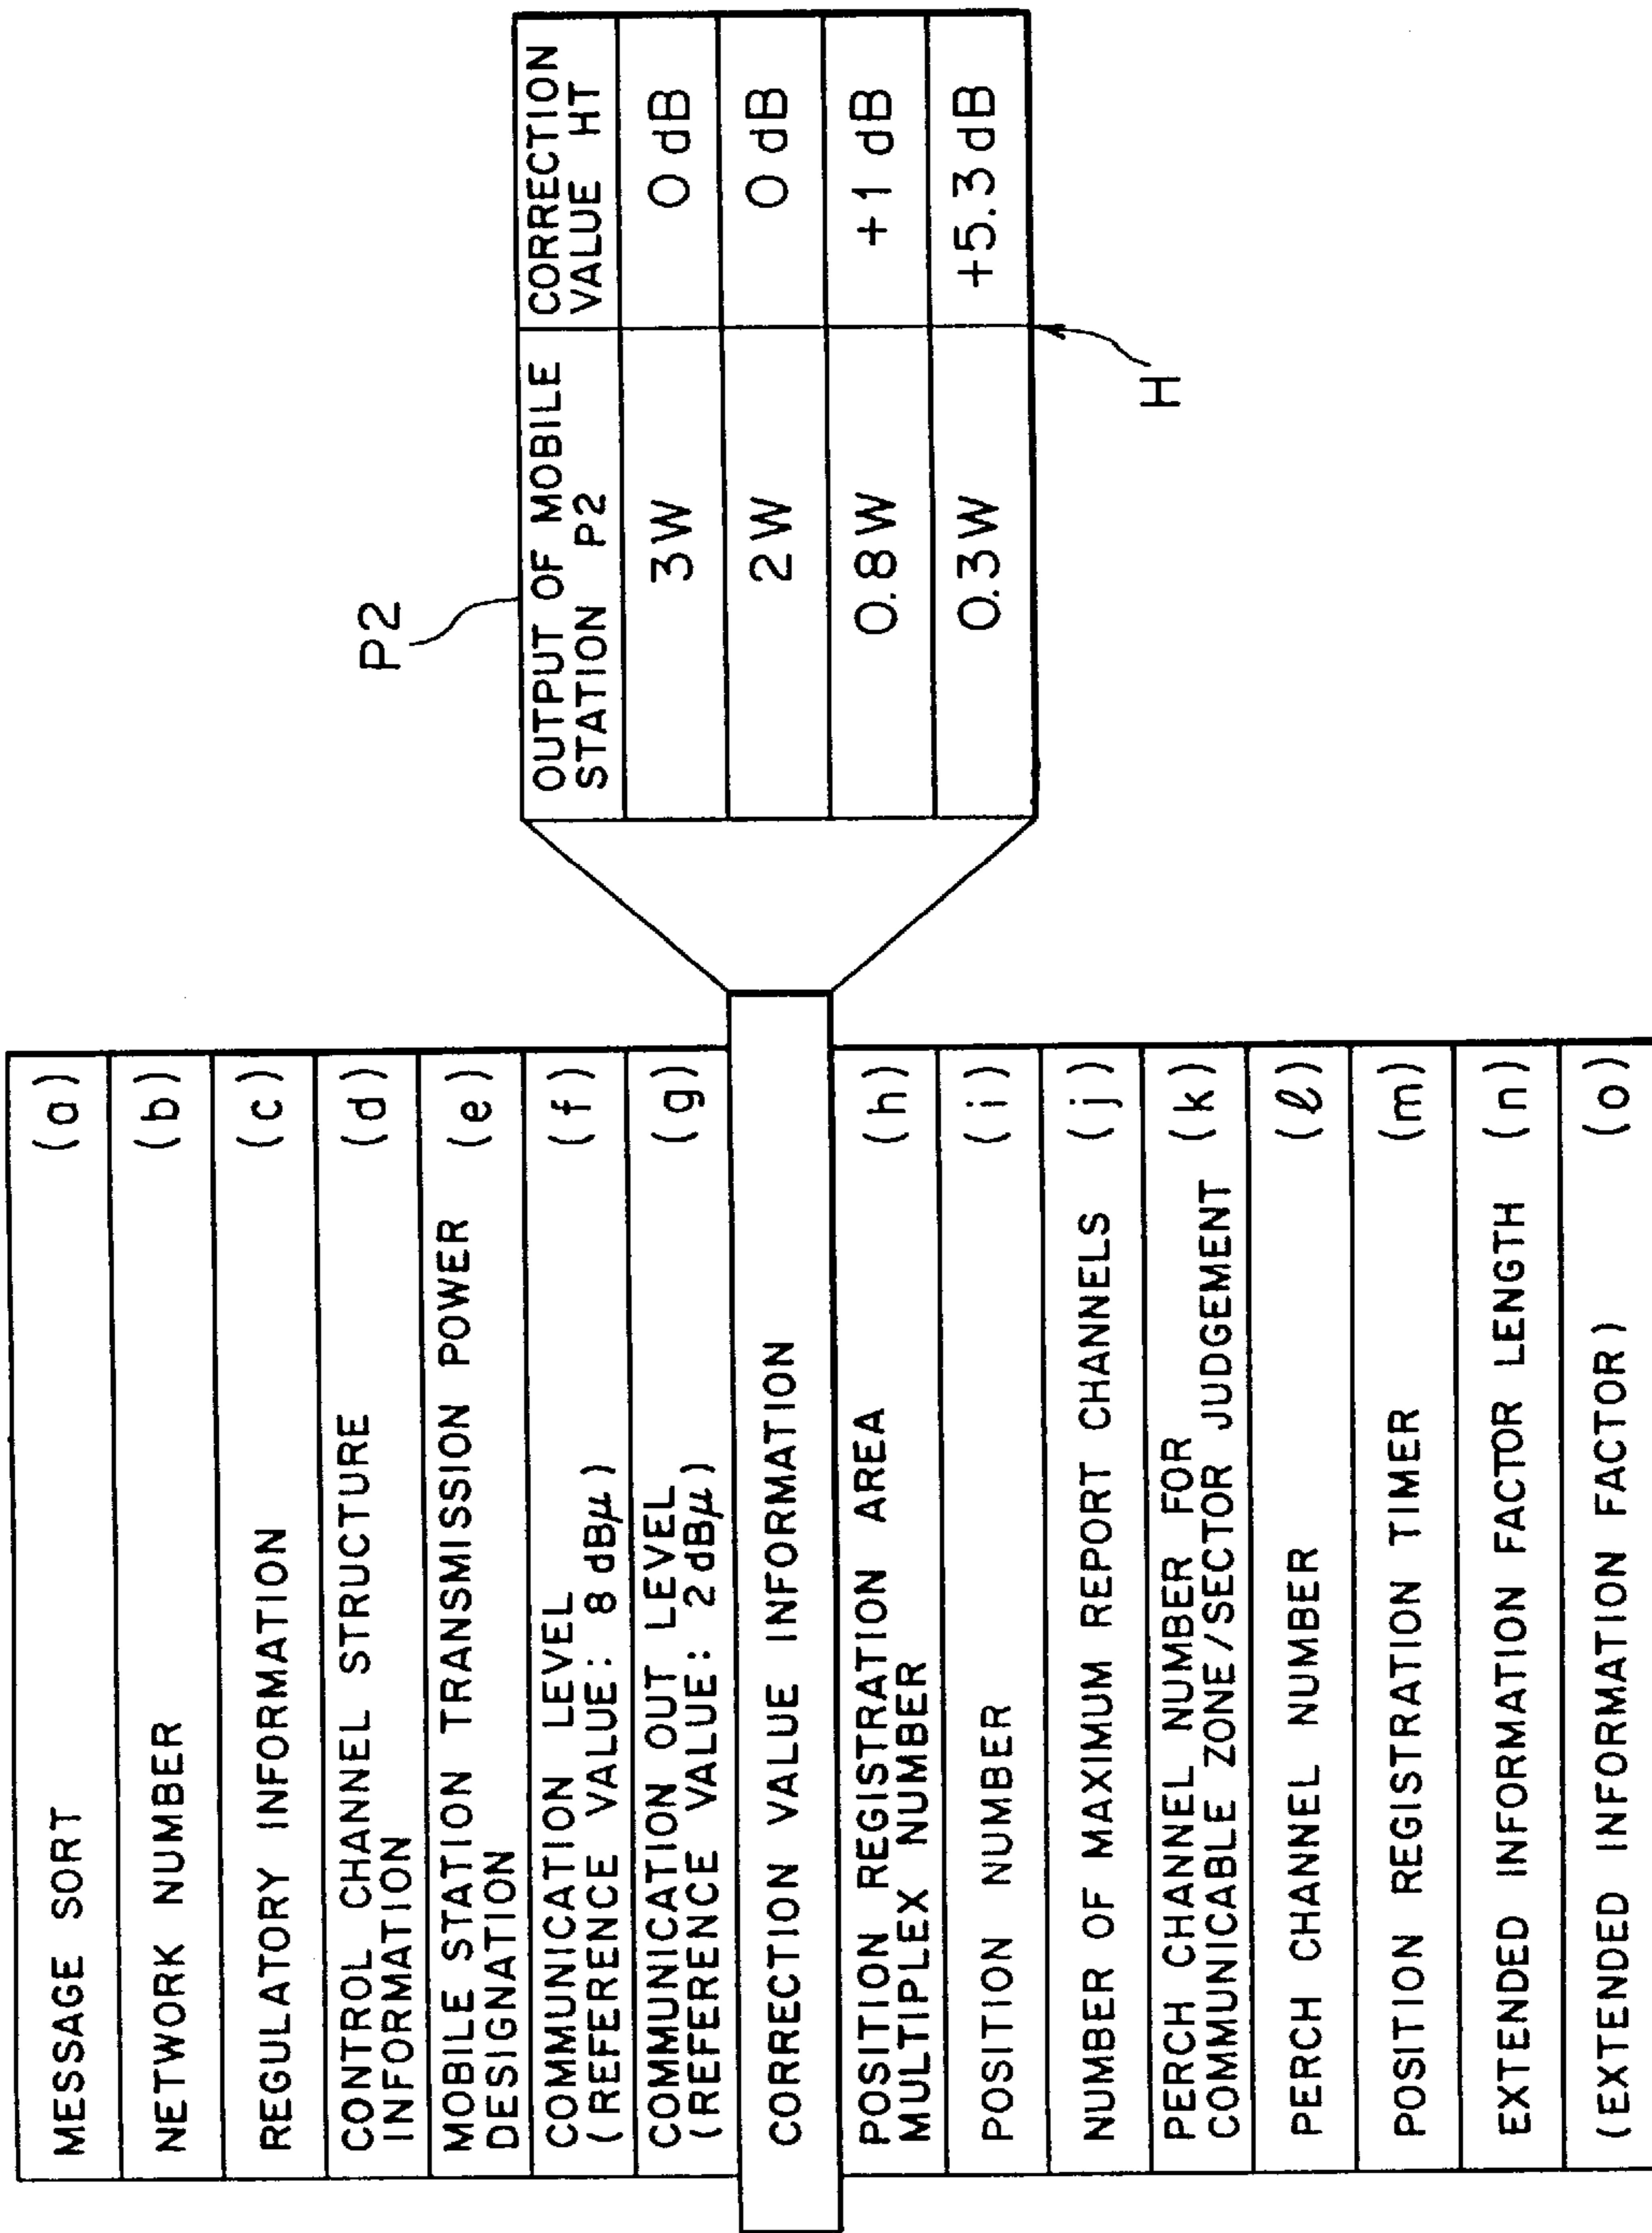 MESSAGE SORT (a)
NETWORK NUMBER (b)
REGULATORY INFORMATION (c)
CONTROL CHANNEL STRUCTURE (d)
INFORMATION
MOBILE STATION TRANSMISSION POWER (e)
DESIGNATION
COMMUNICATION LEVEL (f)
(REFERENCE VALUE: 8 dBμ)
COMMUNICATION OUT LEVEL (g)
(REFERENCE VALUE: 2 dBμ)
CORRECTION VALUE INFORMATION
POSITION REGISTRATION AREA (h)
MULTIPLEX NUMBER
POSITION NUMBER (i)
NUMBER OF MAXIMUM REPORT CHANNELS (j)
PERCH CHANNEL NUMBER FOR (k)
COMMUNICABLE ZONE/SECTOR JUDGEMENT
PERCH CHANNEL NUMBER (ℓ)
POSITION REGISTRATION TIMER (m)
EXTENDED INFORMATION FACTOR LENGTH (n)
(EXTENDED INFORMATION FACTOR) (o)
P2
OUTPUT OF MOBILE
STATION P2
CORRECTION
VALUE HT
3W 0 dB
2W 0 dB
0.8W +1 dB
0.3W +5.3 dB
H